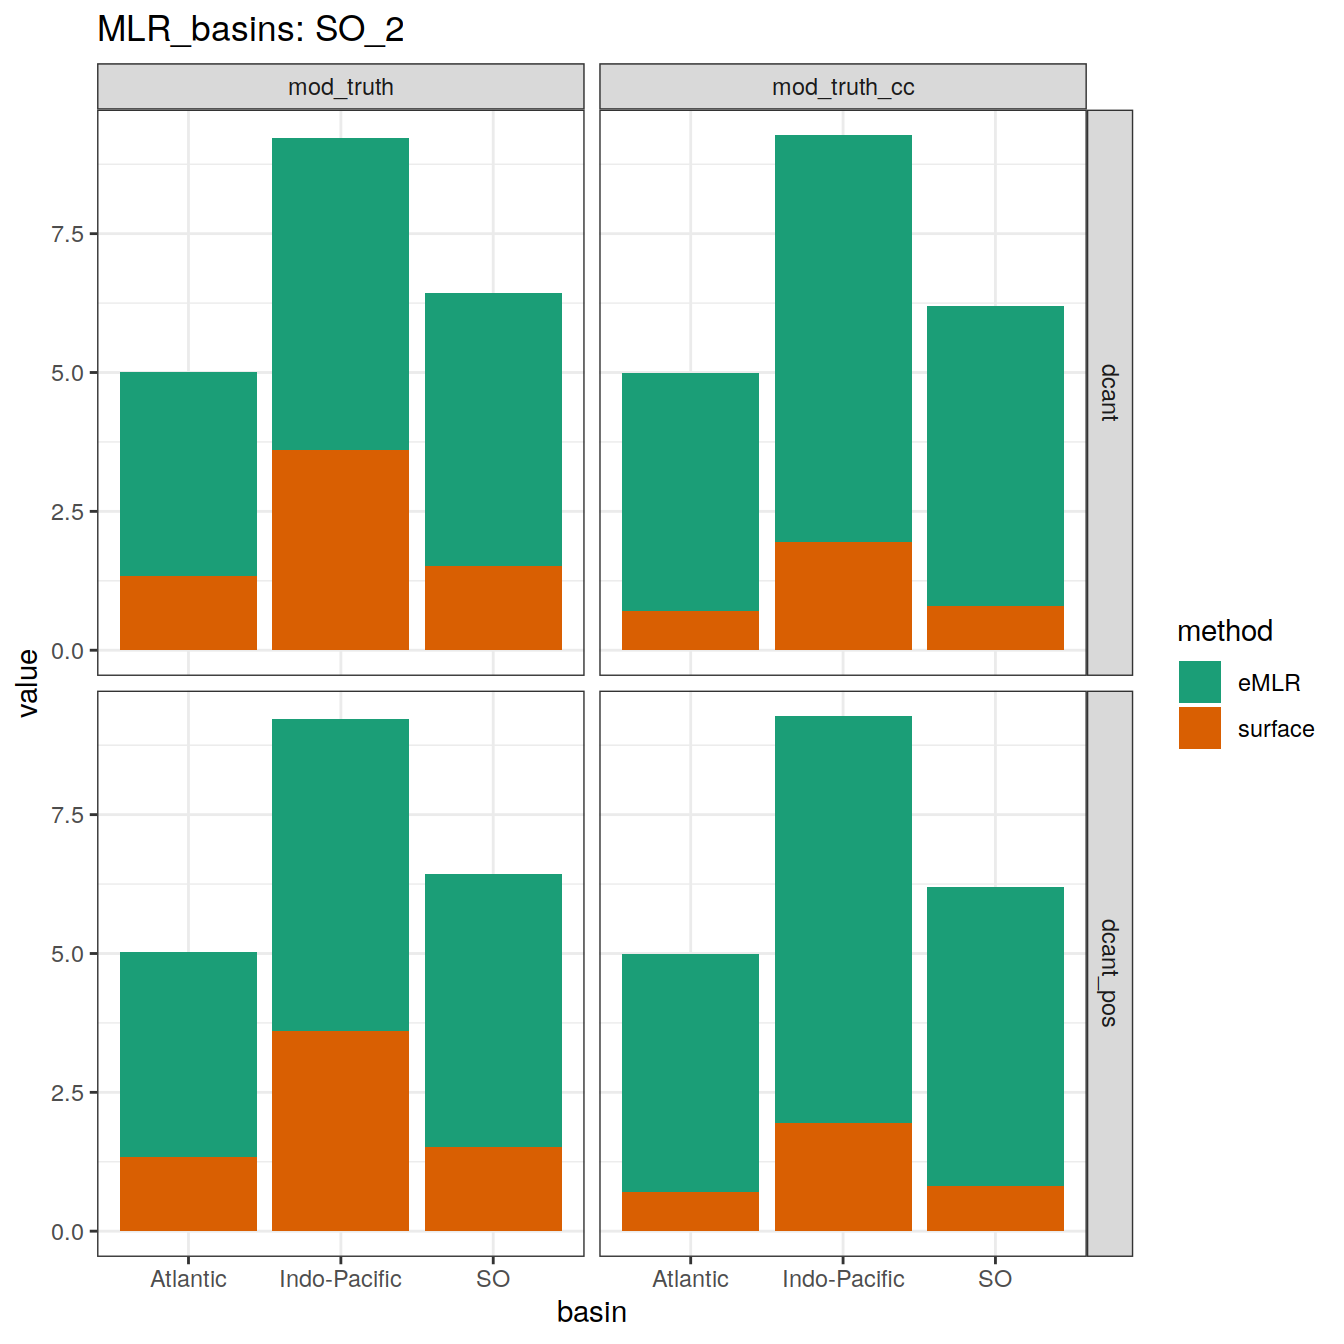 MLR_basins: SO_2
mod_truth
mod_truth_cc
7.5
5.0
2.5
0.0
dcant
value
7.5
5.0
2.5
0.0
dcant_pos
Atlantic
Indo-Pacific
SO
Atlantic
Indo-Pacific
SO
basin
method
eMLR
surface